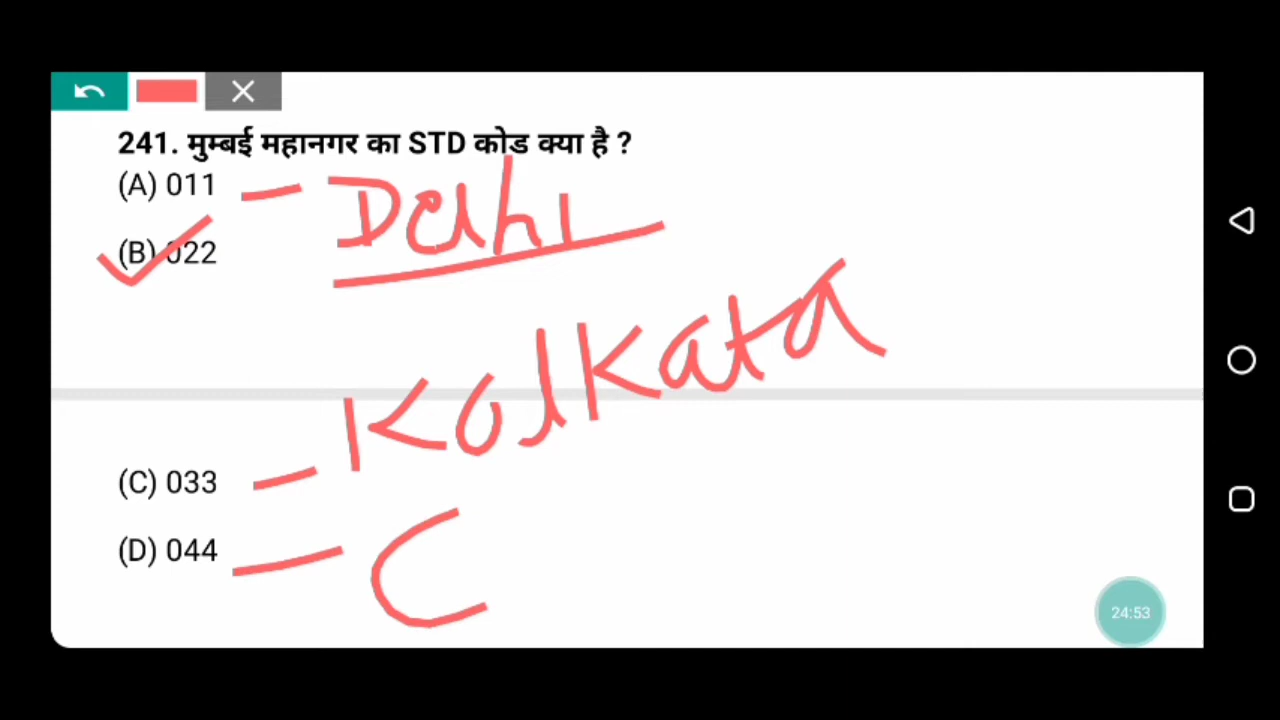 241. मुम्बई महानगर का STD कोड क्या है ?
(A) 011 — Delhi
(B) 022
Kolkata
(C) 033 —
(D) 044 — C
24:53